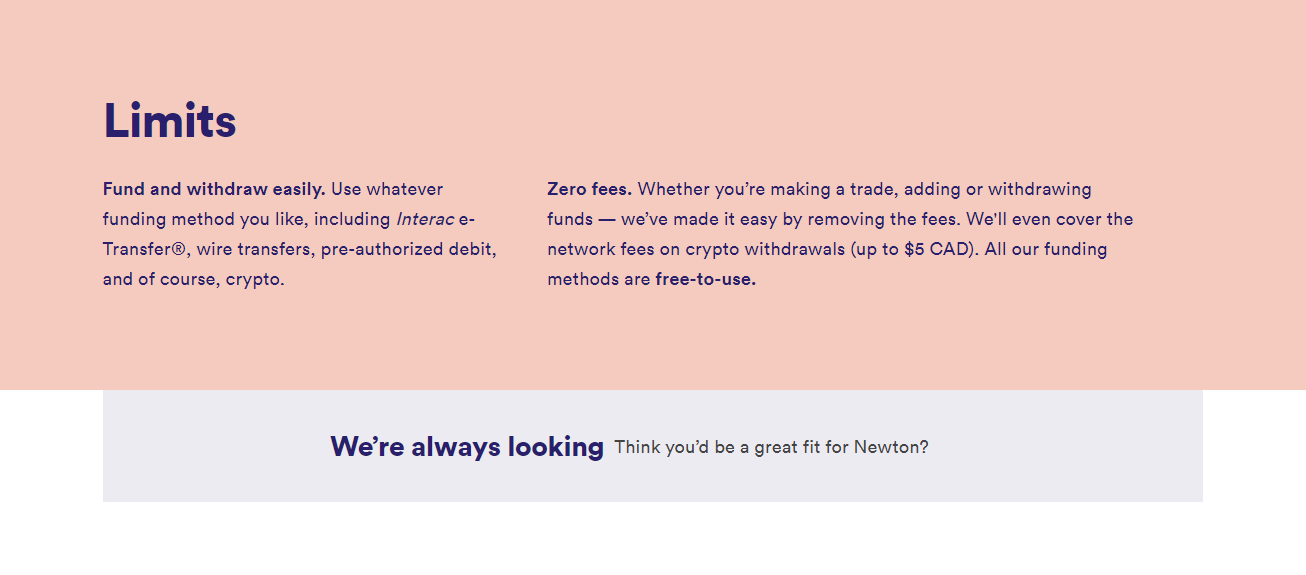 Limits
Fund and withdraw easily. Use whatever
funding method you like, including Interac e-
Transfer®, wire transfers, pre-authorized debit,
and of course, crypto.
Zero fees. Whether you’re making a trade, adding or withdrawing
funds — we’ve made it easy by removing the fees. We'll even cover the
network fees on crypto withdrawals (up to $5 CAD). All our funding
methods are free-to-use.
We’re always looking Think you’d be a great fit for Newton?